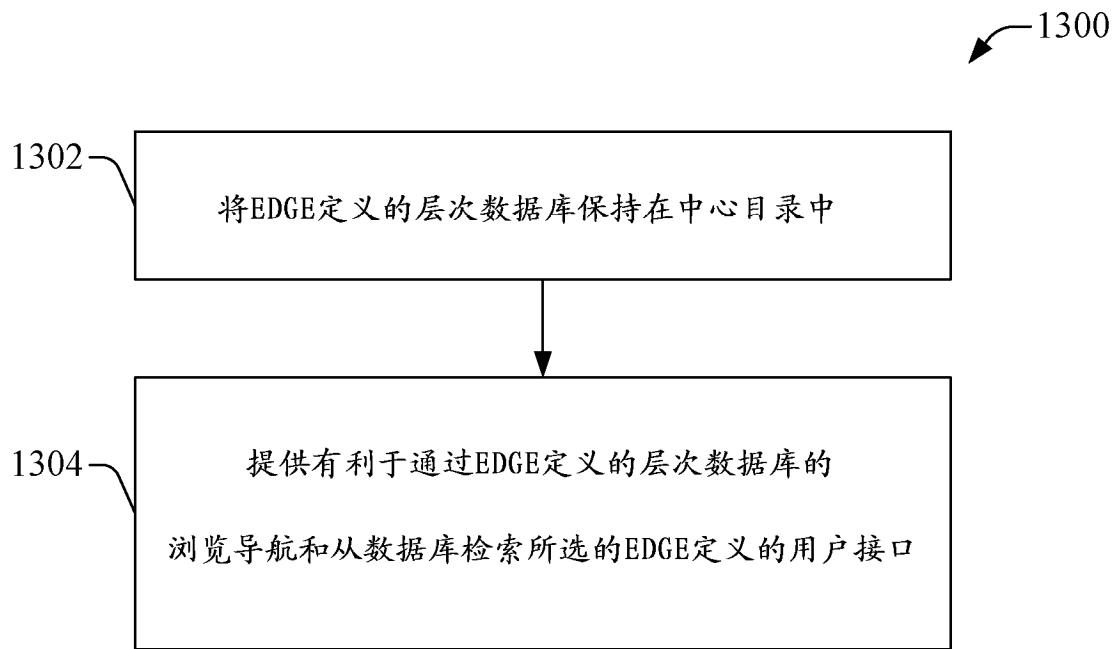 1300
1302
将EDGE定义的层次数据库保持在中心目录中
1304
提供有利于通过EDGE定义的层次数据库的
浏览导航和从数据库检索所选的EDGE定义的用户接口